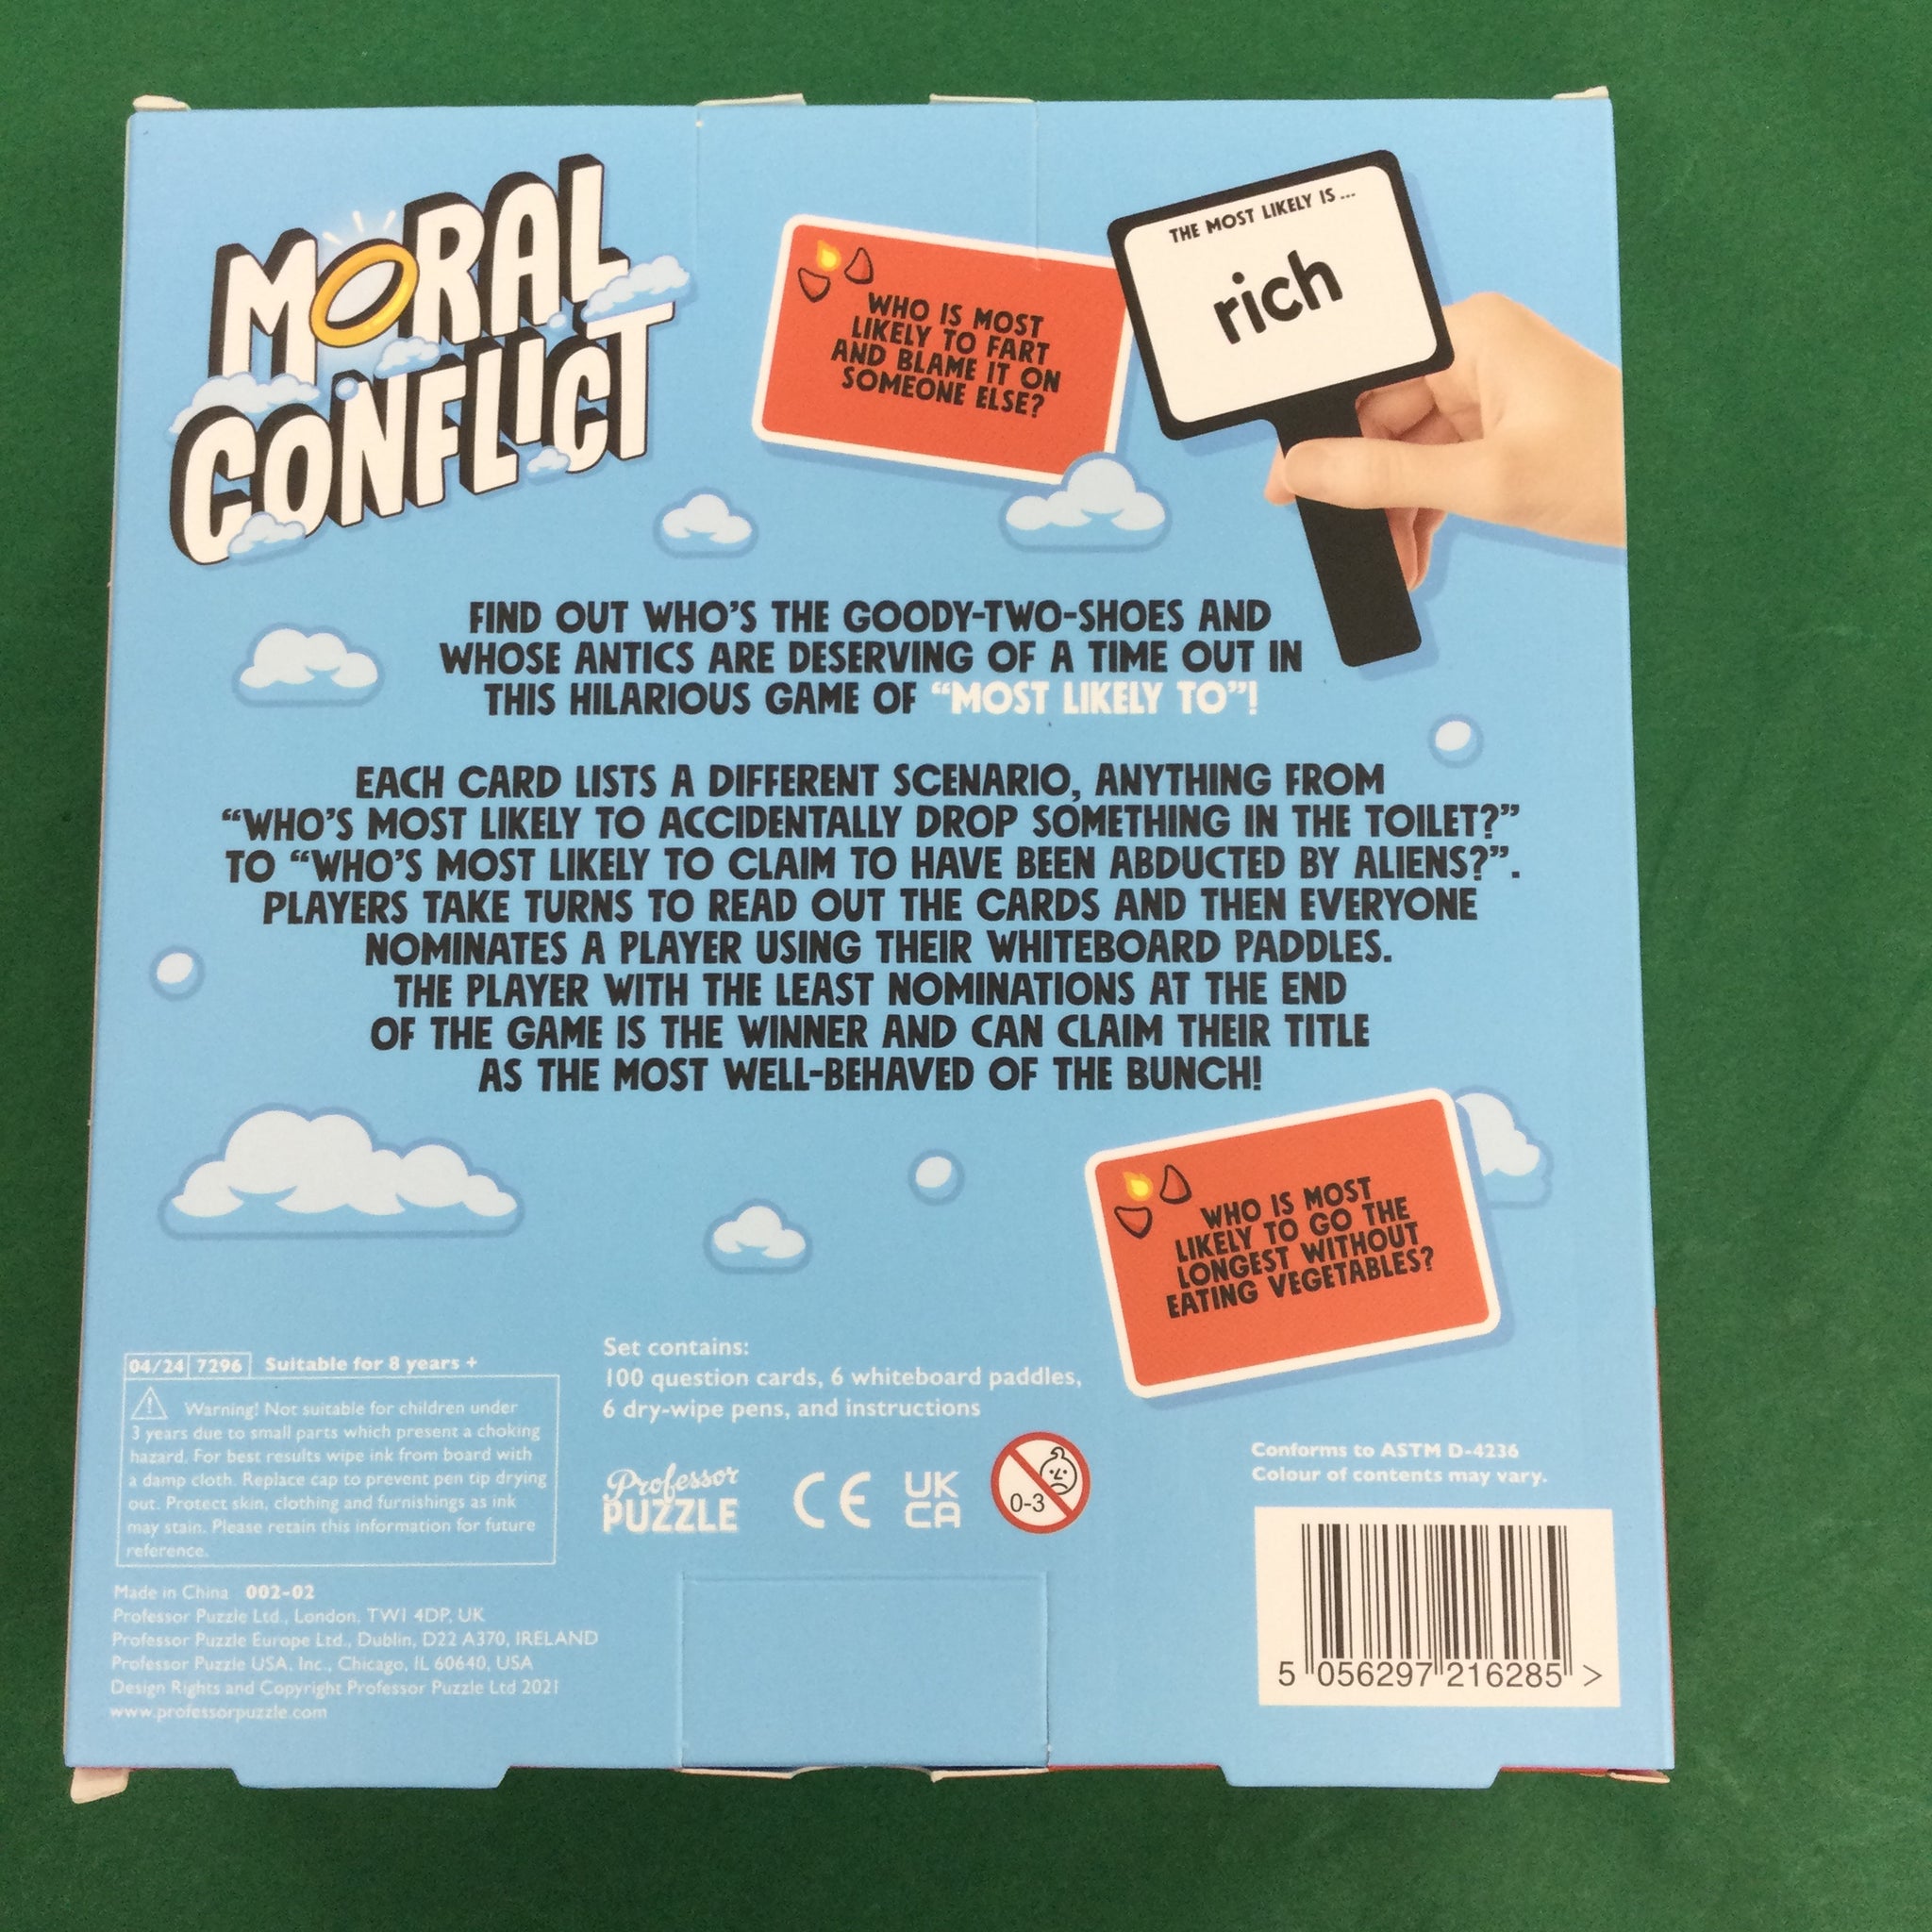 MORAL
CONFLICT
WHO IS MOST
LIKELY TO FART
AND BLAME IT ON
SOMEONE ELSE?
THE MOST LIKELY IS...
rich
FIND OUT WHO'S THE GOODY-TWO-SHOES AND
WHOSE ANTICS ARE DESERVING OF A TIME OUT IN
THIS HILARIOUS GAME OF “MOST LIKELY TO”!
EACH CARD LISTS A DIFFERENT SCENARIO, ANYTHING FROM
“WHO'S MOST LIKELY TO ACCIDENTALLY DROP SOMETHING IN THE TOILET?”
TO “WHO'S MOST LIKELY TO CLAIM TO HAVE BEEN ABDUCTED BY ALIENS?”.
PLAYERS TAKE TURNS TO READ OUT THE CARDS AND THEN EVERYONE
NOMINATES A PLAYER USING THEIR WHITEBOARD PADDLES.
THE PLAYER WITH THE LEAST NOMINATIONS AT THE END
OF THE GAME IS THE WINNER AND CAN CLAIM THEIR TITLE
AS THE MOST WELL-BEHAVED OF THE BUNCH!
WHO IS MOST
LIKELY TO GO THE
LONGEST WITHOUT
EATING VEGETABLES?
04/24 7296 Suitable for 8 years +
Warning! Not suitable for children under
3 years due to small parts which present a choking
hazard. For best results wipe ink from board with
a damp cloth. Replace cap to prevent pen tip drying
out. Protect skin, clothing and furnishings as ink
may stain. Please retain this information for future
reference.
Made in China 002-02
Professor Puzzle Ltd., London, TW1 4DP, UK
Professor Puzzle Europe Ltd., Dublin, D22 A370, IRELAND
Professor Puzzle USA, Inc., Chicago, IL 60640, USA
Design Rights and Copyright Professor Puzzle Ltd 2021
www.professorpuzzle.com
Set contains:
100 question cards, 6 whiteboard paddles,
6 dry-wipe pens, and instructions
Professor
PUZZLE
CE
UK
CA
0-3
Conforms to ASTM D-4236
Colour of contents may vary.
5 056297 216285 >